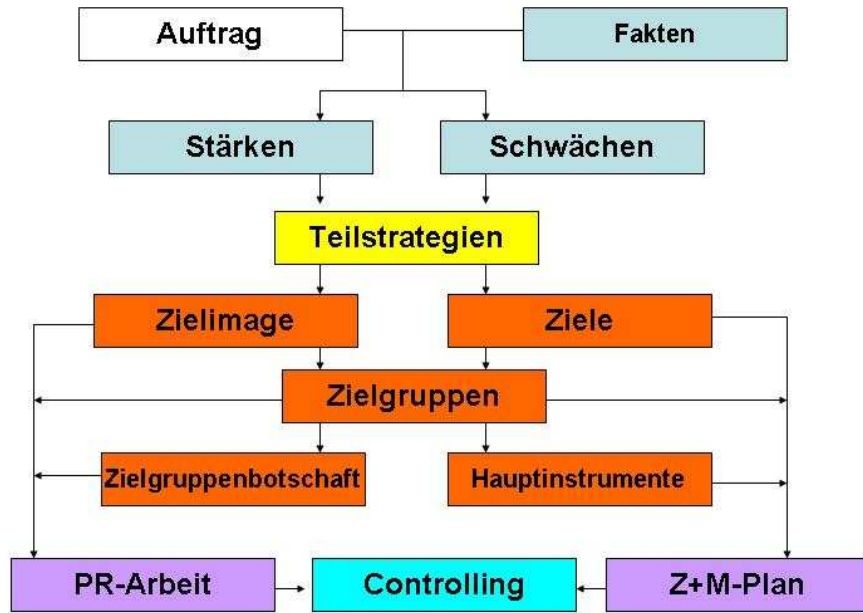 Auftrag
Fakten
Stärken
Schwächen
Teilstrategien
Zielimage
Ziele
Zielgruppen
Zielgruppenbotschaft
Hauptinstrumente
PR-Arbeit
Controlling
Z+M-Plan